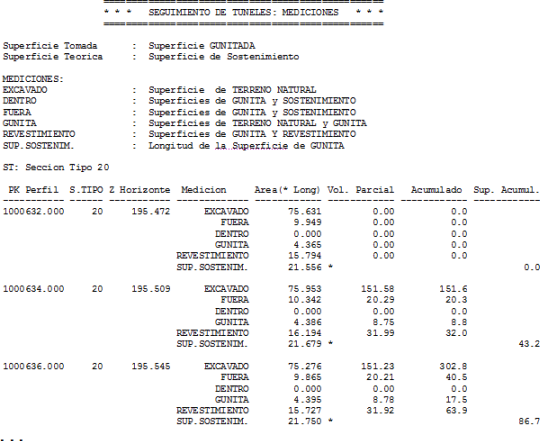 ================================================
* * *   SEGUIMIENTO DE TUNELES: MEDICIONES   * * *
================================================
Superficie Tomada : Superficie GUNITADA
Superficie Teorica : Superficie de Sostenimiento
MEDICIONES:
EXCAVADO : Superficie de TERRENO NATURAL
DENTRO : Superficies de GUNITA y SOSTENIMIENTO
FUERA : Superficies de GUNITA y SOSTENIMIENTO
GUNITA : Superficies de TERRENO NATURAL y GUNITA
REVESTIMIENTO : Superficies de GUNITA Y REVESTIMIENTO
SUP.SOSTENIM. : Longitud de la Superficie de GUNITA
ST: Seccion Tipo 20
PK Perfil S.TIPO Z Horizonte Medicion Area(* Long) Vol. Parcial Acumulado Sup. Acumul.
1000632.000 20 195.472 EXCAVADO 75.631 0.00 0.0
FUERA 9.949 0.00 0.0
DENTRO 0.000 0.00 0.0
GUNITA 4.365 0.00 0.0
REVESTIMIENTO 15.794 0.00 0.0
SUP.SOSTENIM. 21.556 * 0.0
1000634.000 20 195.509 EXCAVADO 75.953 151.58 151.6
FUERA 10.342 20.29 20.3
DENTRO 0.000 0.00 0.0
GUNITA 4.386 8.75 8.8
REVESTIMIENTO 16.194 31.99 32.0
SUP.SOSTENIM. 21.679 * 43.2
1000636.000 20 195.545 EXCAVADO 75.276 151.23 302.8
FUERA 9.865 20.21 40.5
DENTRO 0.000 0.00 0.0
GUNITA 4.395 8.78 17.5
REVESTIMIENTO 15.727 31.92 63.9
SUP.SOSTENIM. 21.750 * 86.7
...